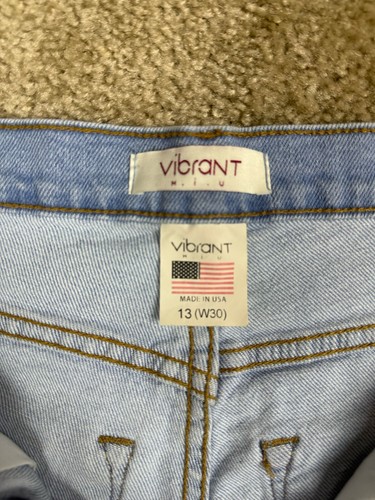 vibrant
M.I.U
vibrant
M.I.U
MADE IN USA
13 (W30)